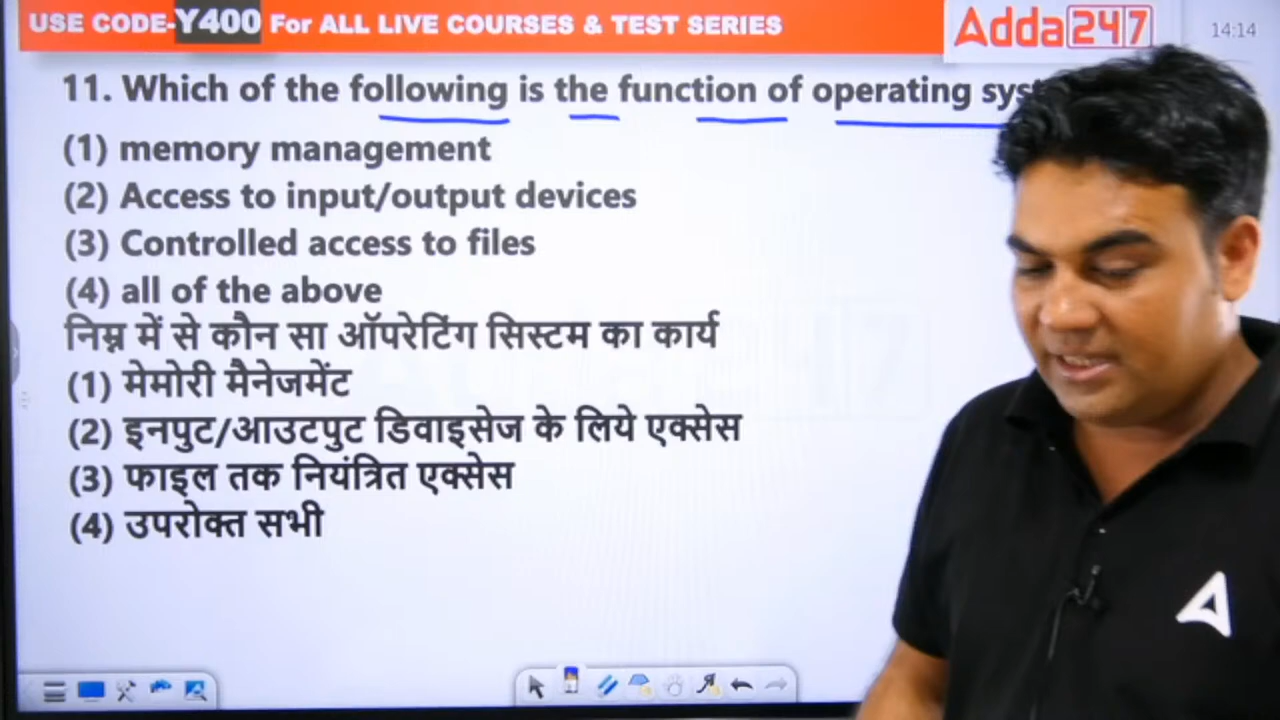 USE CODE-Y400 For ALL LIVE COURSES & TEST SERIES
Adda247
14:14
11. Which of the following is the function of operating
(1) memory management
(2) Access to input/output devices
(3) Controlled access to files
(4) all of the above
निम्न में से कौन सा ऑपरेटिंग सिस्टम का कार्य
(1) मेमोरी मैनेजमेंट
(2) इनपुट/आउटपुट डिवाइसेज के लिये एक्सेस
(3) फाइल तक नियंत्रित एक्सेस
(4) उपरोक्त सभी